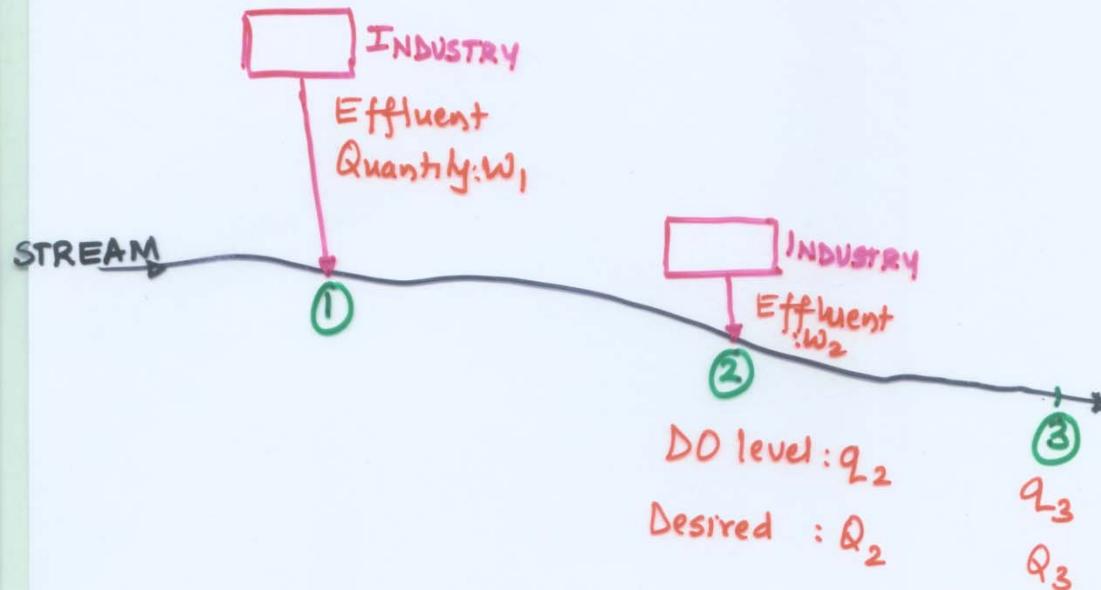 INDUSTRY
Effluent
Quantity: W1
STREAM
1
INDUSTRY
Effluent
: W2
2
3
DO level : q2
q3
Desired : Q2
Q3